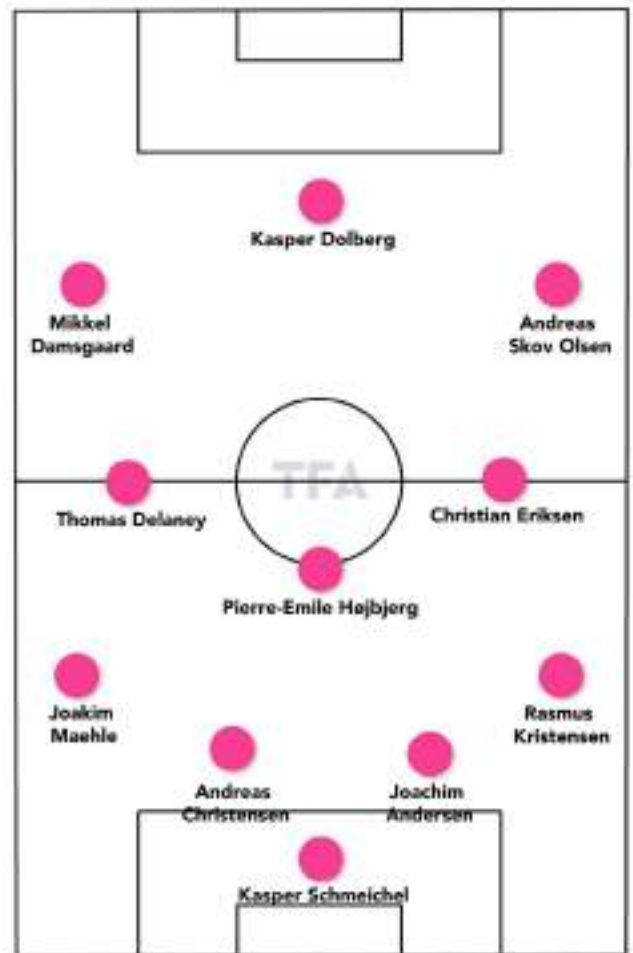 Kasper Dolberg
Mikkel
Damsgaard
Andreas
Skov Olsen
TFA
Thomas Delaney
Christian Eriksen
Pierre-Emile Højbjerg
Joakim
Maehle
Rasmus
Kristensen
Andreas
Christensen
Joachim
Andersen
Kasper Schmeichel